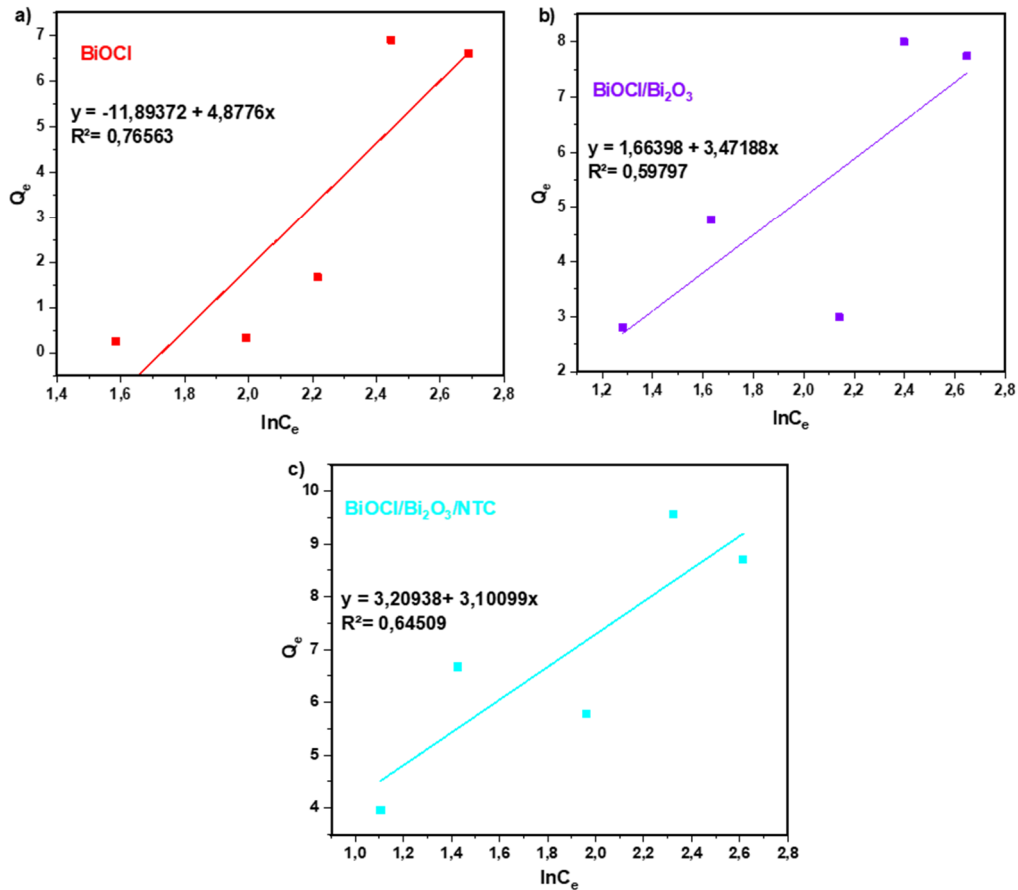 a)
BiOCl
y = -11,89372 + 4,8776x
R²= 0,76563
Qe
7
6
5
4
3
2
1
0
1,4 1,6 1,8 2,0 2,2 2,4 2,6 2,8
lnCe
b)
BiOCl/Bi₂O₃
y = 1,66398 + 3,47188x
R²= 0,59797
Qe
8
7
6
5
4
3
2
1,2 1,4 1,6 1,8 2,0 2,2 2,4 2,6 2,8
lnCe
c)
BiOCl/Bi₂O₃/NTC
y = 3,20938+ 3,10099x
R²= 0,64509
Qe
10
9
8
7
6
5
4
1,0 1,2 1,4 1,6 1,8 2,0 2,2 2,4 2,6 2,8
lnCe